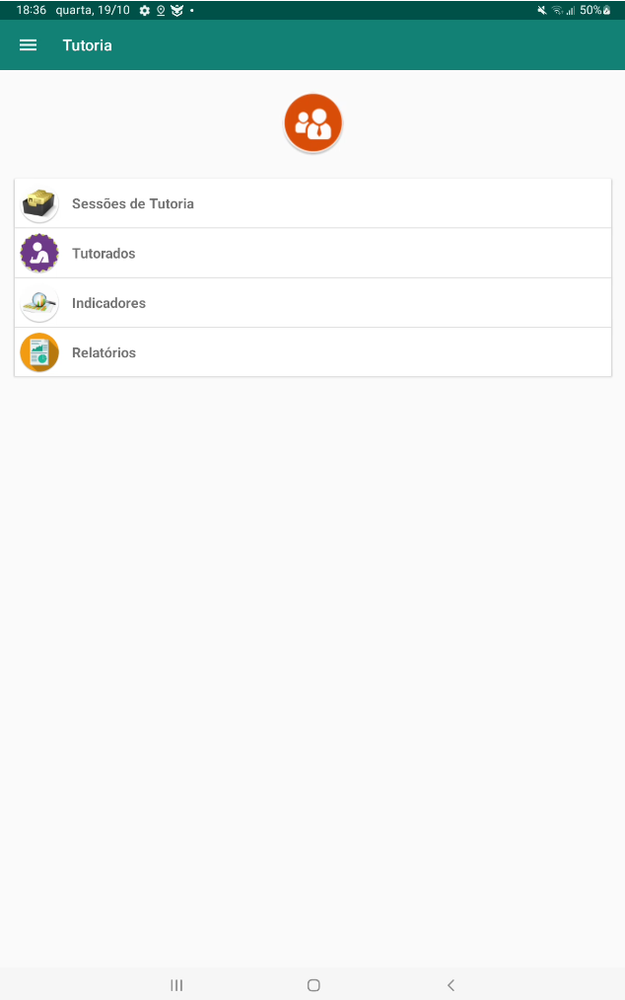 18:36 quarta, 19/10 50%
Tutoria
Sessões de Tutoria
Tutorados
Indicadores
Relatórios